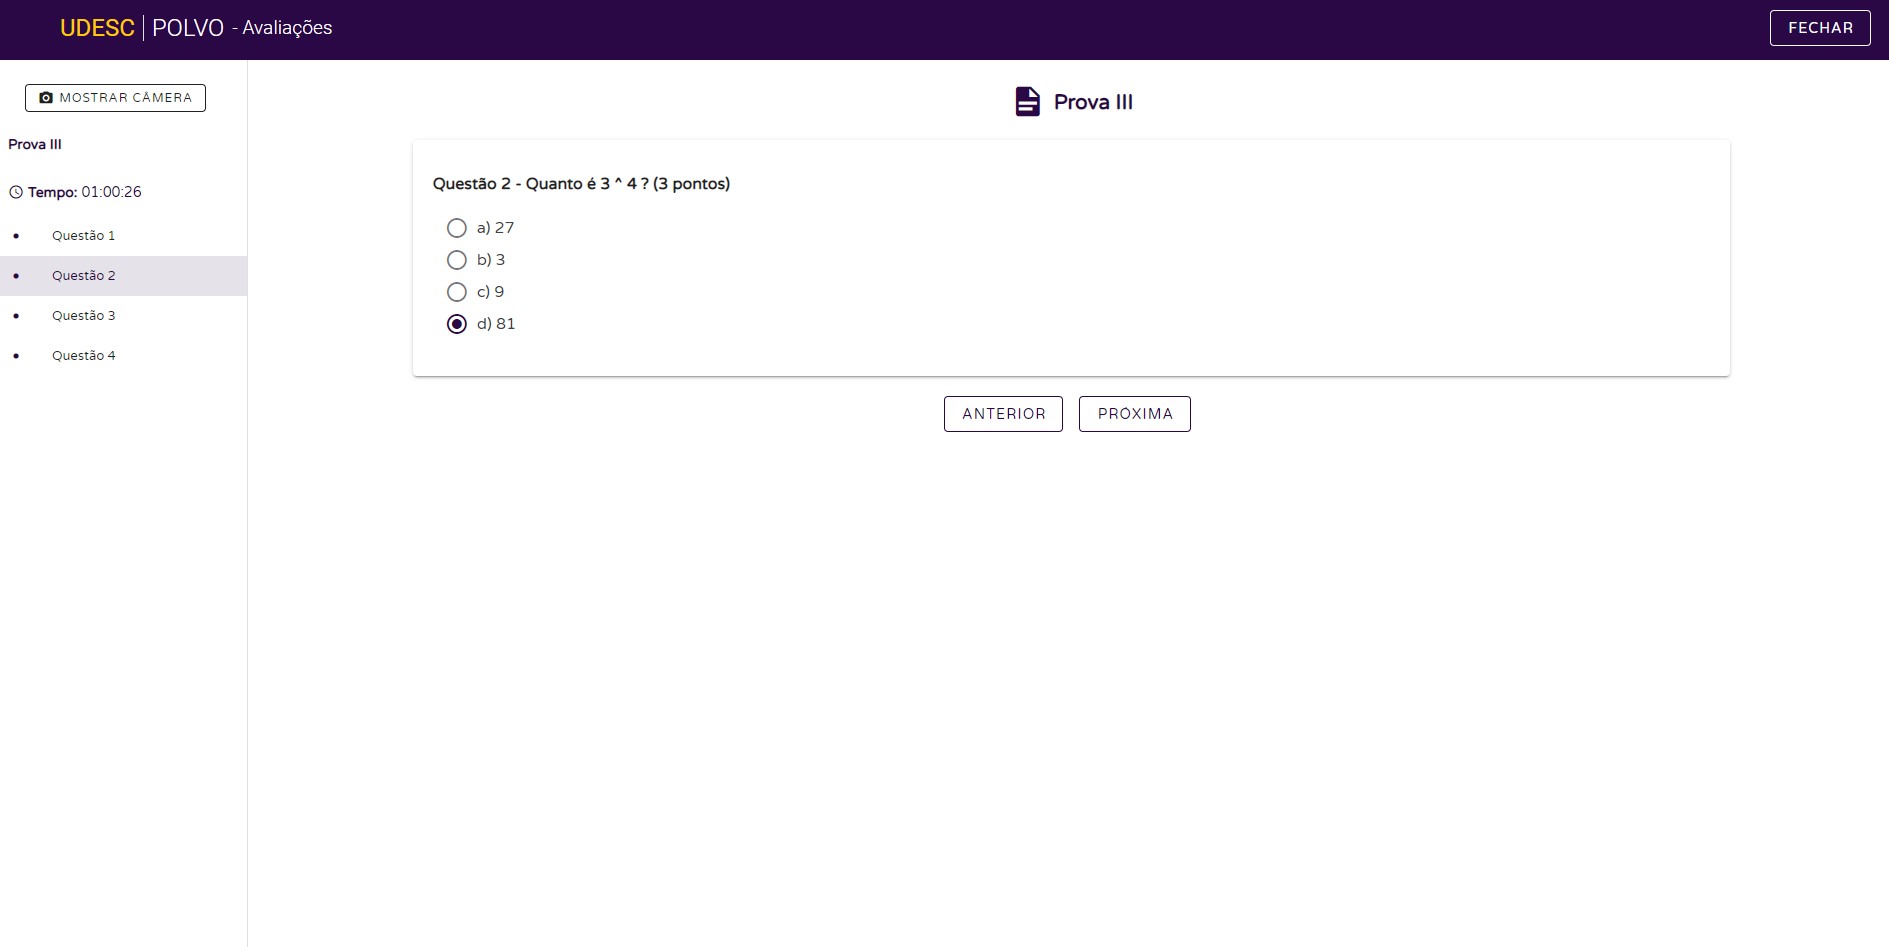 UDESC | POLVO - Avaliações
FECHAR
MOSTRAR CÂMERA
Prova III
Tempo: 01:00:26
Questão 1
Questão 2
Questão 3
Questão 4
Prova III
Questão 2 - Quanto é 3 ^ 4 ? (3 pontos)
a) 27
b) 3
c) 9
d) 81
ANTERIOR
PRÓXIMA